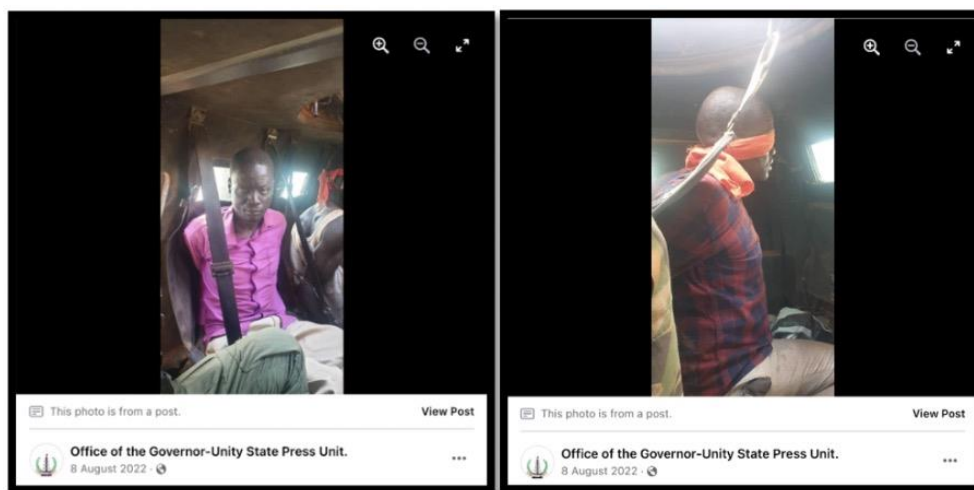 This photo is from a post.
View Post
Office of the Governor-Unity State Press Unit.
8 August 2022 ·
This photo is from a post.
View Post
Office of the Governor-Unity State Press Unit.
8 August 2022 ·